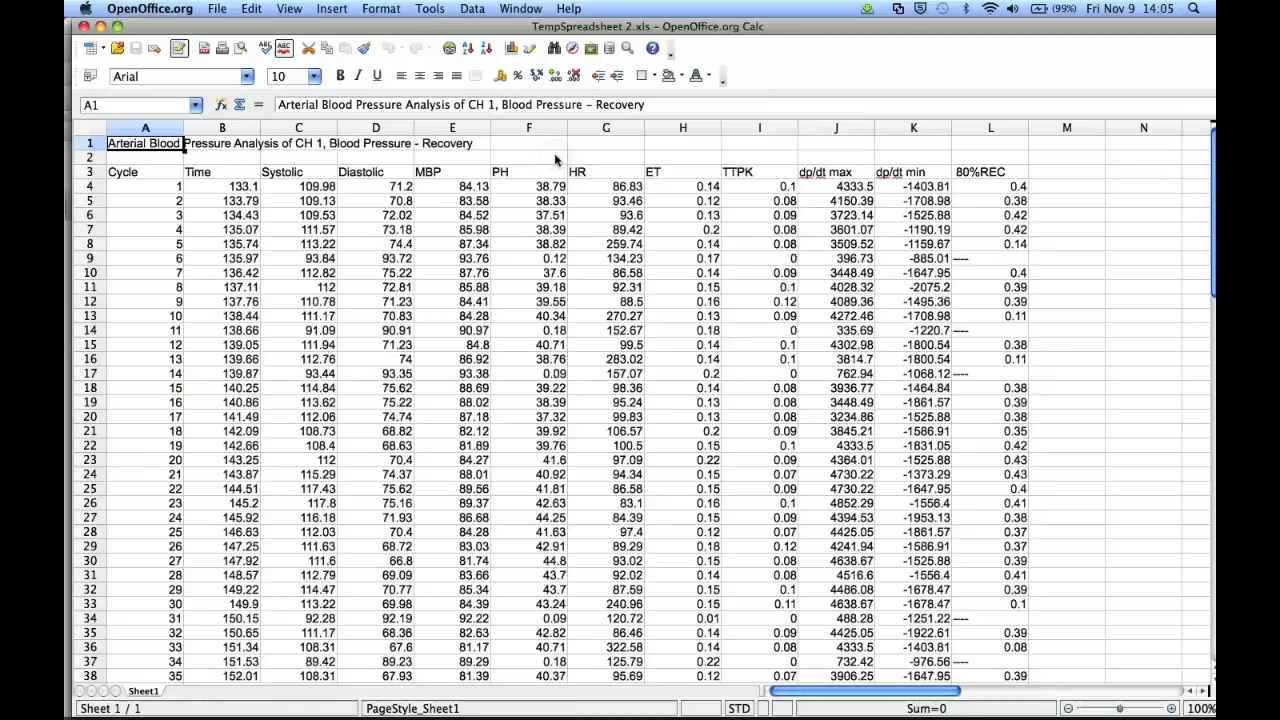 OpenOffice.org File Edit View Insert Format Tools Data Window Help (99%) Fri Nov 9 14:05
TempSpreadsheet 2.xls - OpenOffice.org Calc
Arial 10 B I U
A1 Arterial Blood Pressure Analysis of CH 1, Blood Pressure - Recovery
A B C D E F G H I J K L M N
1 Arterial Blood Pressure Analysis of CH 1, Blood Pressure - Recovery
2
3 Cycle Time Systolic Diastolic MBP PH HR ET TTPK dp/dt max dp/dt min 80%REC
4 1 133.1 109.98 71.2 84.13 38.79 86.83 0.14 0.1 4333.5 -1403.81 0.4
5 2 133.79 109.13 70.8 83.58 38.33 93.46 0.12 0.08 4150.39 -1708.98 0.38
6 3 134.43 109.53 72.02 84.52 37.51 93.6 0.13 0.09 3723.14 -1525.88 0.42
7 4 135.07 111.57 73.18 85.98 38.39 89.42 0.2 0.08 3601.07 -1190.19 0.42
8 5 135.74 113.22 74.4 87.34 38.82 259.74 0.14 0.08 3509.52 -1159.67 0.14
9 6 135.97 93.84 93.72 93.76 0.12 134.23 0.17 0 396.73 -885.01 ----
10 7 136.42 112.82 75.22 87.76 37.6 86.58 0.14 0.09 3448.49 -1647.95 0.4
11 8 137.11 112 72.81 85.88 39.18 92.31 0.15 0.1 4028.32 -2075.2 0.39
12 9 137.76 110.78 71.23 84.41 39.55 88.5 0.16 0.12 4089.36 -1495.36 0.39
13 10 138.44 111.17 70.83 84.28 40.34 270.27 0.13 0.09 4272.46 -1708.98 0.11
14 11 138.66 91.09 90.91 90.97 0.18 152.67 0.18 0 335.69 -1220.7 ----
15 12 139.05 111.94 71.23 84.8 40.71 99.5 0.14 0.1 4302.98 -1800.54 0.38
16 13 139.66 112.76 74 86.92 38.76 283.02 0.14 0.1 3814.7 -1800.54 0.11
17 14 139.87 93.44 93.35 93.38 0.09 157.07 0.2 0 762.94 -1068.12 ----
18 15 140.25 114.84 75.62 88.69 39.22 98.36 0.14 0.08 3936.77 -1464.84 0.38
19 16 140.86 113.62 75.22 88.02 38.39 95.24 0.13 0.08 3448.49 -1861.57 0.39
20 17 141.49 112.06 74.74 87.18 37.32 99.83 0.13 0.08 3234.86 -1525.88 0.38
21 18 142.09 108.73 68.82 82.12 39.92 106.57 0.2 0.09 3845.21 -1586.91 0.35
22 19 142.66 108.4 68.63 81.89 39.76 100.5 0.15 0.1 4333.5 -1831.05 0.42
23 20 143.25 112 70.4 84.27 41.6 97.09 0.22 0.09 4364.01 -1525.88 0.43
24 21 143.87 115.29 74.37 88.01 40.92 94.34 0.15 0.07 4730.22 -1373.29 0.43
25 22 144.51 117.43 75.62 89.56 41.81 86.58 0.15 0.09 4730.22 -1647.95 0.4
26 23 145.2 117.8 75.16 89.37 42.63 83.1 0.16 0.1 4852.29 -1556.4 0.41
27 24 145.92 116.18 71.93 86.68 44.25 84.39 0.15 0.09 4394.53 -1953.13 0.38
28 25 146.63 112.03 70.4 84.28 41.63 97.4 0.12 0.07 4425.05 -1861.57 0.37
29 26 147.25 111.63 68.72 83.03 42.91 89.29 0.18 0.12 4241.94 -1586.91 0.37
30 27 147.92 111.6 66.8 81.74 44.8 93.02 0.15 0.08 4638.67 -1525.88 0.39
31 28 148.57 112.79 69.09 83.66 43.7 92.02 0.14 0.08 4516.6 -1556.4 0.41
32 29 149.22 114.47 70.77 85.34 43.7 87.59 0.15 0.1 4486.08 -1678.47 0.39
33 30 149.9 113.22 69.98 84.39 43.24 240.96 0.15 0.11 4638.67 -1678.47 0.1
34 31 150.15 92.28 92.19 92.22 0.09 120.72 0.01 0 488.28 -1251.22 ----
35 32 150.65 111.17 68.36 82.63 42.82 86.46 0.14 0.09 4425.05 -1922.61 0.39
36 33 151.34 108.31 67.6 81.17 40.71 322.58 0.14 0.08 4333.5 -1403.81 0.08
37 34 151.53 89.42 89.23 89.29 0.18 125.79 0.22 0 732.42 -976.56 ----
38 35 152.01 108.31 67.93 81.39 40.37 95.69 0.12 0.07 3906.25 -1647.95 0.39
Sheet1
Sheet 1 / 1 PageStyle_Sheet1 STD Sum=0 100%